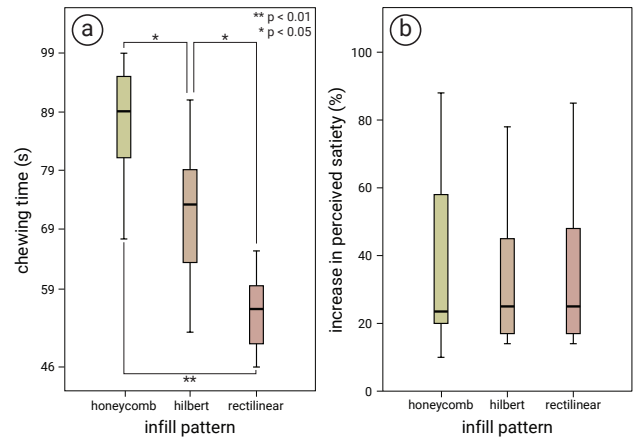 a
** p < 0.01
* p < 0.05
* *
99
89
79
69
59
46
**
chewing time (s)
honeycomb hilbert rectilinear
infill pattern
b
100
80
60
40
20
0
increase in perceived satiety (%)
honeycomb hilbert rectilinear
infill pattern